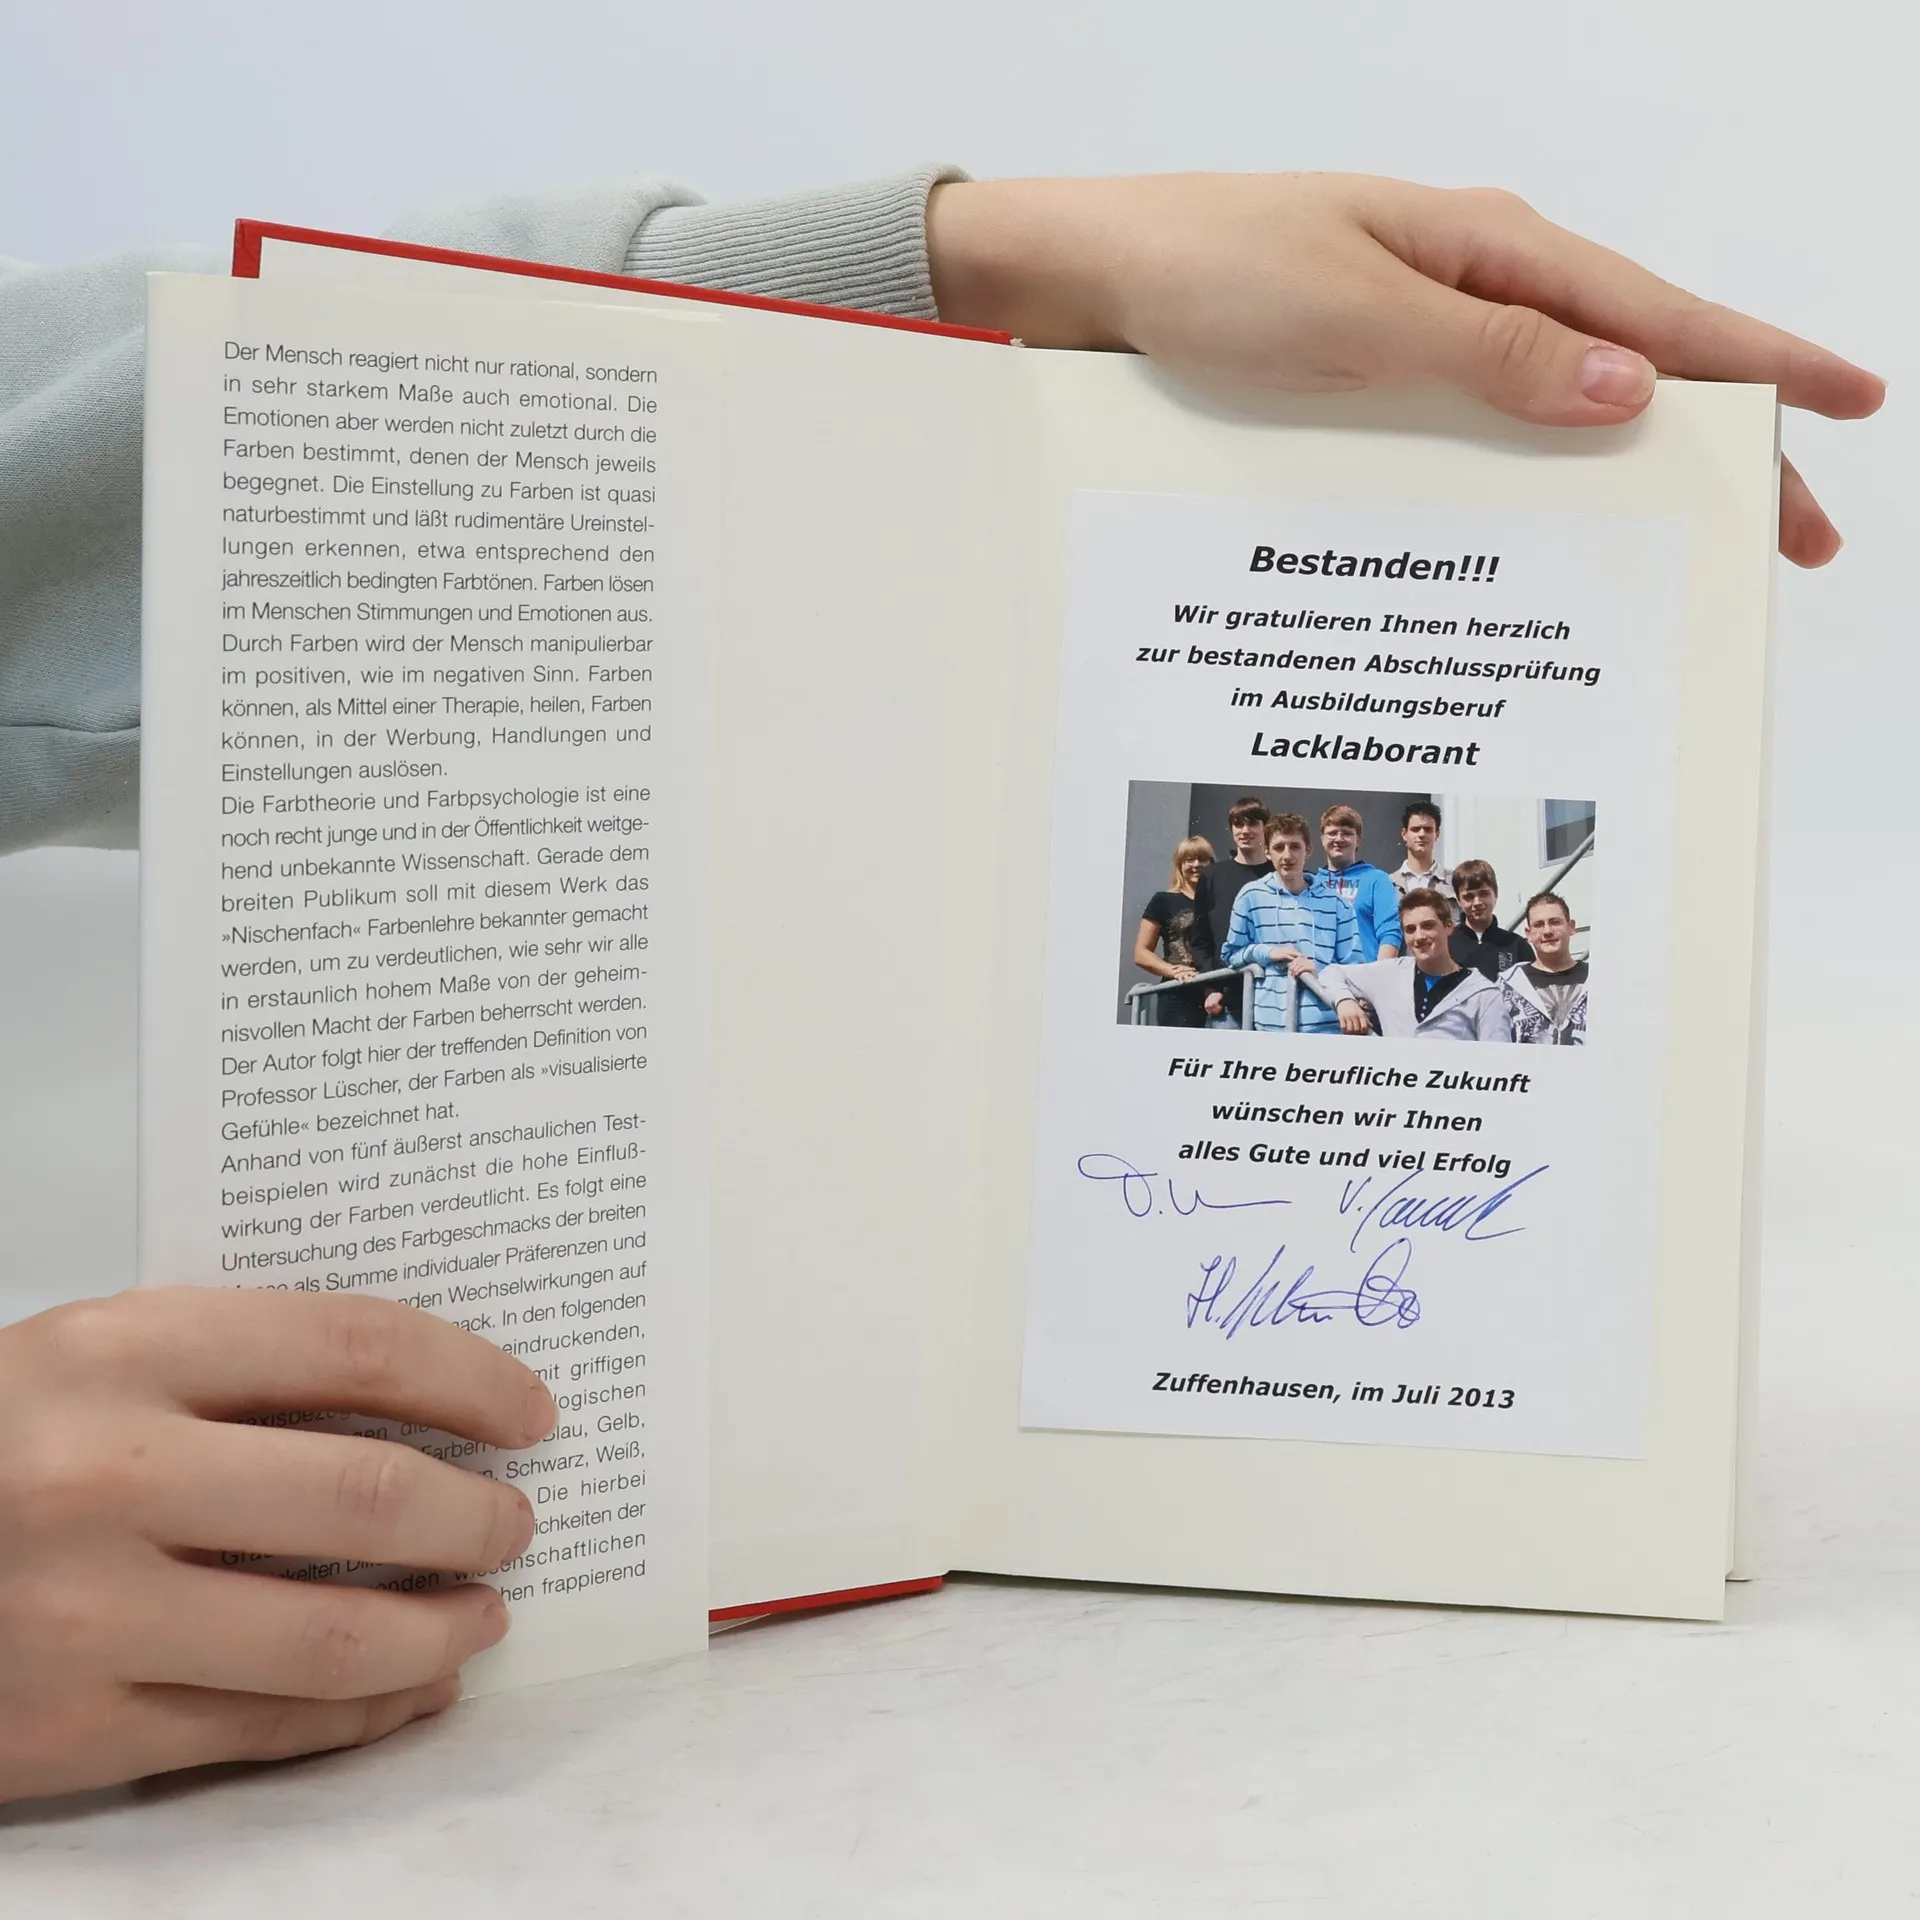 Der Mensch reagiert nicht nur rational, sondern
in sehr starkem Maße auch emotional. Die
Emotionen aber werden nicht zuletzt durch die
Farben bestimmt, denen der Mensch jeweils
begegnet. Die Einstellung zu Farben ist quasi
naturbestimmt und läßt rudimentäre Ureinstel-
lungen erkennen, etwa entsprechend den
jahreszeitlich bedingten Farbtönen. Farben lösen
im Menschen Stimmungen und Emotionen aus.
Durch Farben wird der Mensch manipulierbar
im positiven, wie im negativen Sinn. Farben
können, als Mittel einer Therapie, heilen, Farben
können, in der Werbung, Handlungen und
Einstellungen auslösen.
Die Farbtheorie und Farbpsychologie ist eine
noch recht junge und in der Öffentlichkeit weitge-
hend unbekannte Wissenschaft. Gerade dem
breiten Publikum soll mit diesem Werk das
»Nischenfach« Farbenlehre bekannter gemacht
werden, um zu verdeutlichen, wie sehr wir alle
in erstaunlich hohem Maße von der geheim-
nisvollen Macht der Farben beherrscht werden.
Der Autor folgt hier der treffenden Definition von
Professor Lüscher, der Farben als »visualisierte
Gefühle« bezeichnet hat.
Anhand von fünf äußerst anschaulichen Test-
beispielen wird zunächst die hohe Einfluß-
wirkung der Farben verdeutlicht. Es folgt eine
Untersuchung des Farbgeschmacks der breiten
als Summe individualer Präferenzen und
Wechselwirkungen auf
In den folgenden
mit griffigen
Blau, Gelb,
Schwarz, Weiß,
Die hierbei
der
frappierend
Bestanden!!!
Wir gratulieren Ihnen herzlich
zur bestandenen Abschlussprüfung
im Ausbildungsberuf
Lacklaborant
Für Ihre berufliche Zukunft
wünschen wir Ihnen
alles Gute und viel Erfolg
Zuffenhausen, im Juli 2013